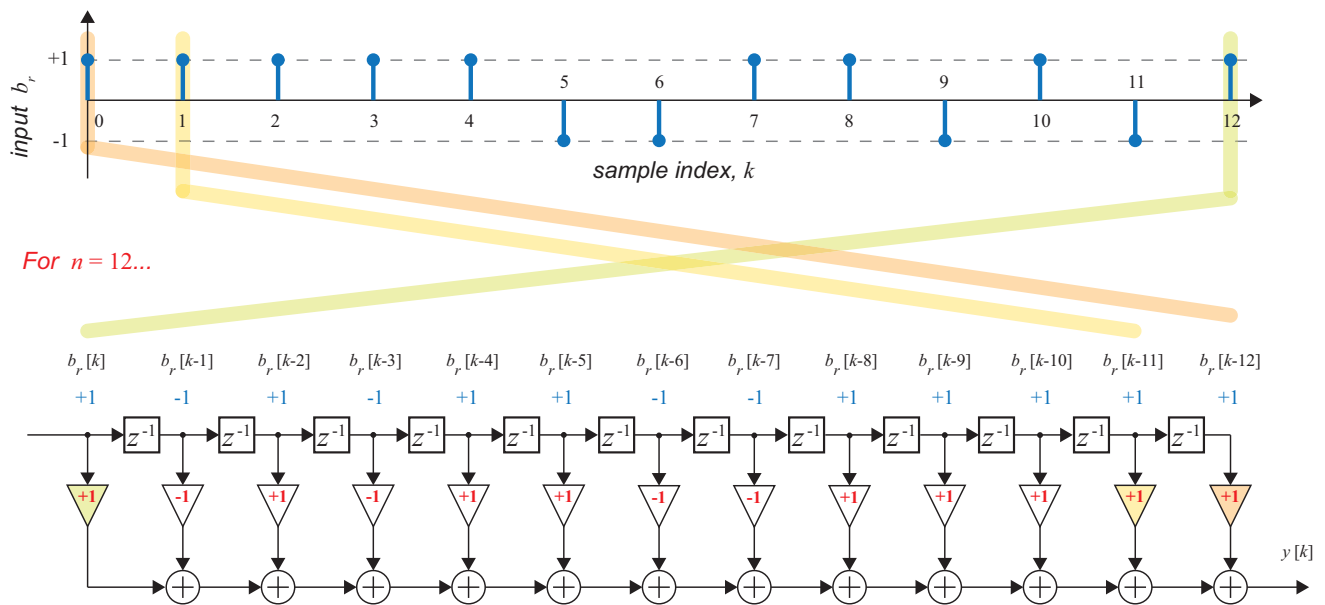 +1
5 6 9 11
input b_r
0 1 2 3 4 7 8 10 12
-1
sample index, k
For n = 12...
b_r [k] b_r [k-1] b_r [k-2] b_r [k-3] b_r [k-4] b_r [k-5] b_r [k-6] b_r [k-7] b_r [k-8] b_r [k-9] b_r [k-10] b_r [k-11] b_r [k-12]
+1 -1 +1 -1 +1 +1 -1 -1 +1 +1 +1 +1 +1
z⁻¹ z⁻¹ z⁻¹ z⁻¹ z⁻¹ z⁻¹ z⁻¹ z⁻¹ z⁻¹ z⁻¹ z⁻¹ z⁻¹
+1 -1 +1 -1 +1 +1 -1 -1 +1 +1 +1 +1 +1
y [k]
+ + + + + + + + + + + +